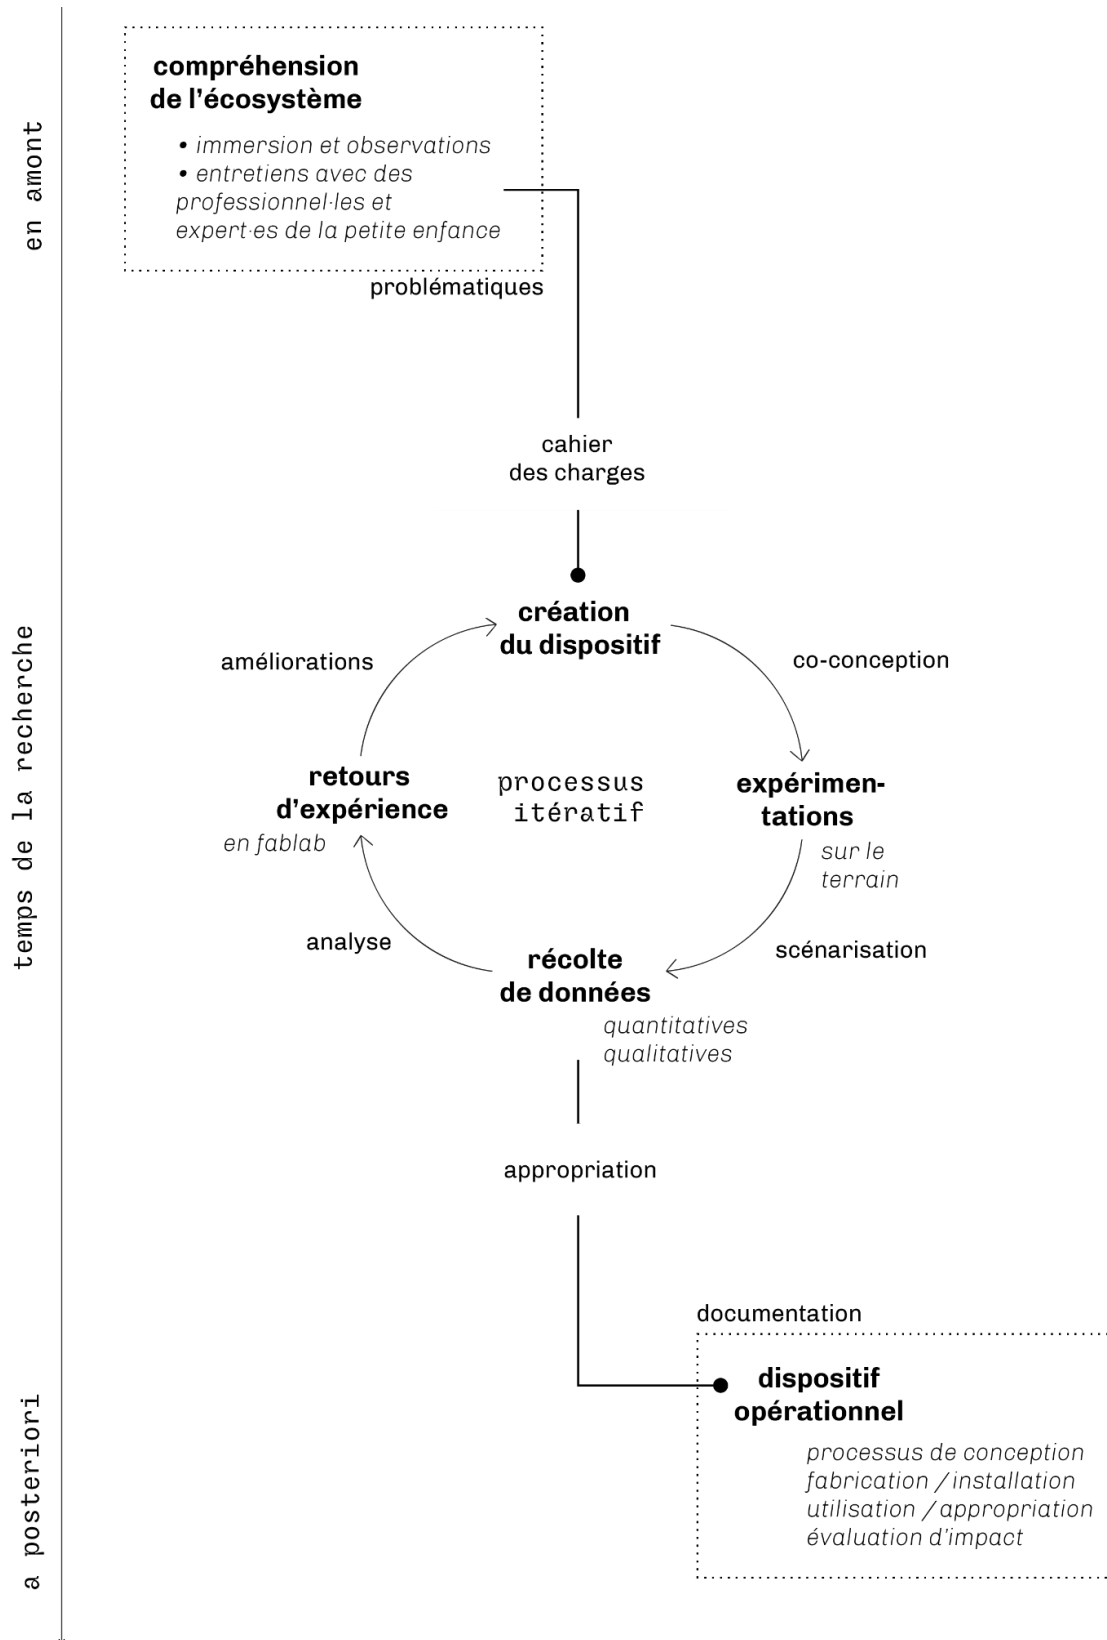 en amont
compréhension
de l'écosystème
• immersion et observations
• entretiens avec des
professionnel·les et
expert·es de la petite enfance
problématiques
cahier
des charges
temps de la recherche
création
du dispositif
améliorations
co-conception
retours
d'expérience
en fablab
processus
itératif
expérimen-
tations
sur le
terrain
analyse
scénarisation
récolte
de données
quantitatives
qualitatives
appropriation
a posteriori
documentation
dispositif
opérationnel
processus de conception
fabrication / installation
utilisation / appropriation
évaluation d'impact